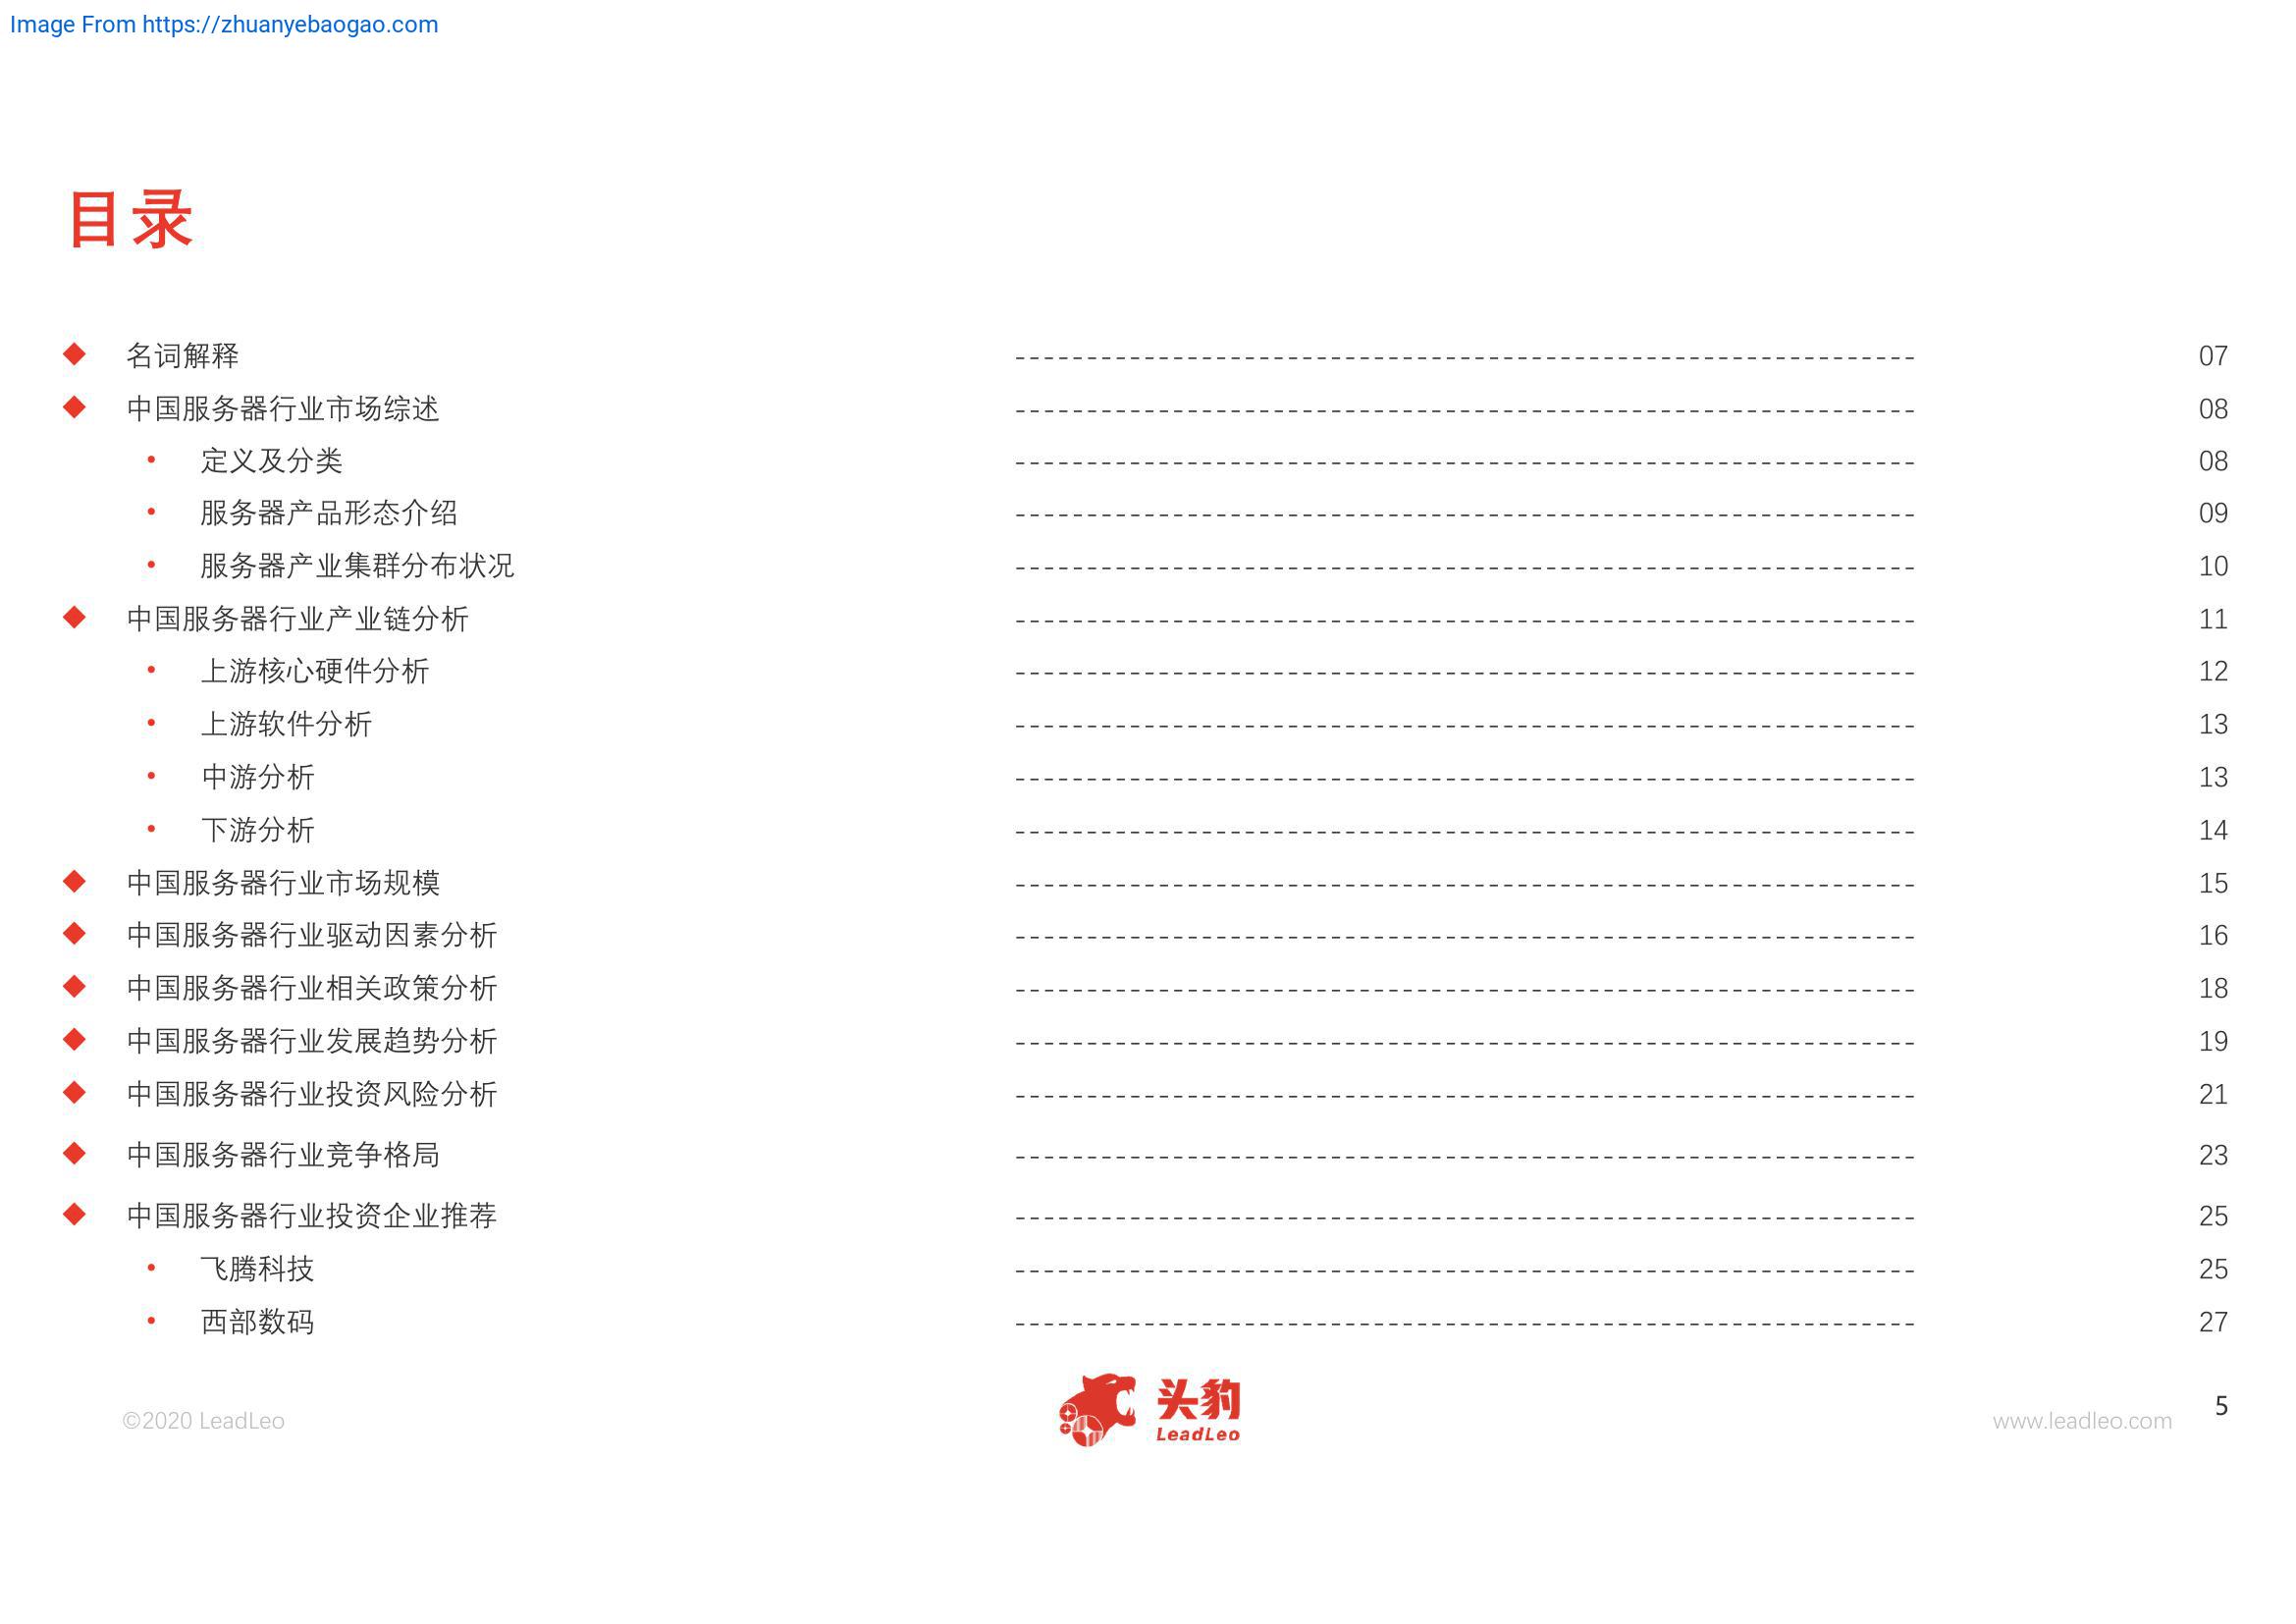 Image From https://zhuanyebaogao.com
目录
◆ 名词解释 ------------------------------------------------------------ 07
◆ 中国服务器行业市场综述 ------------------------------------------------------------ 08
• 定义及分类 ------------------------------------------------------------ 08
• 服务器产品形态介绍 ------------------------------------------------------------ 09
• 服务器产业集群分布状况 ------------------------------------------------------------ 10
◆ 中国服务器行业产业链分析 ------------------------------------------------------------ 11
• 上游核心硬件分析 ------------------------------------------------------------ 12
• 上游软件分析 ------------------------------------------------------------ 13
• 中游分析 ------------------------------------------------------------ 13
• 下游分析 ------------------------------------------------------------ 14
◆ 中国服务器行业市场规模 ------------------------------------------------------------ 15
◆ 中国服务器行业驱动因素分析 ------------------------------------------------------------ 16
◆ 中国服务器行业相关政策分析 ------------------------------------------------------------ 18
◆ 中国服务器行业发展趋势分析 ------------------------------------------------------------ 19
◆ 中国服务器行业投资风险分析 ------------------------------------------------------------ 21
◆ 中国服务器行业竞争格局 ------------------------------------------------------------ 23
◆ 中国服务器行业投资企业推荐 ------------------------------------------------------------ 25
• 飞腾科技 ------------------------------------------------------------ 25
• 西部数码 ------------------------------------------------------------ 27
©2020 LeadLeo
头豹
LeadLeo
www.leadleo.com
5